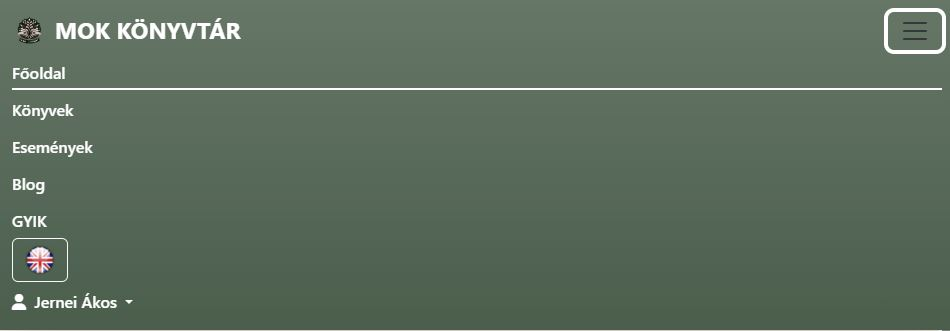 MOK KÖNYVTÁR
Főoldal
Könyvek
Események
Blog
GYIK
Jernei Ákos